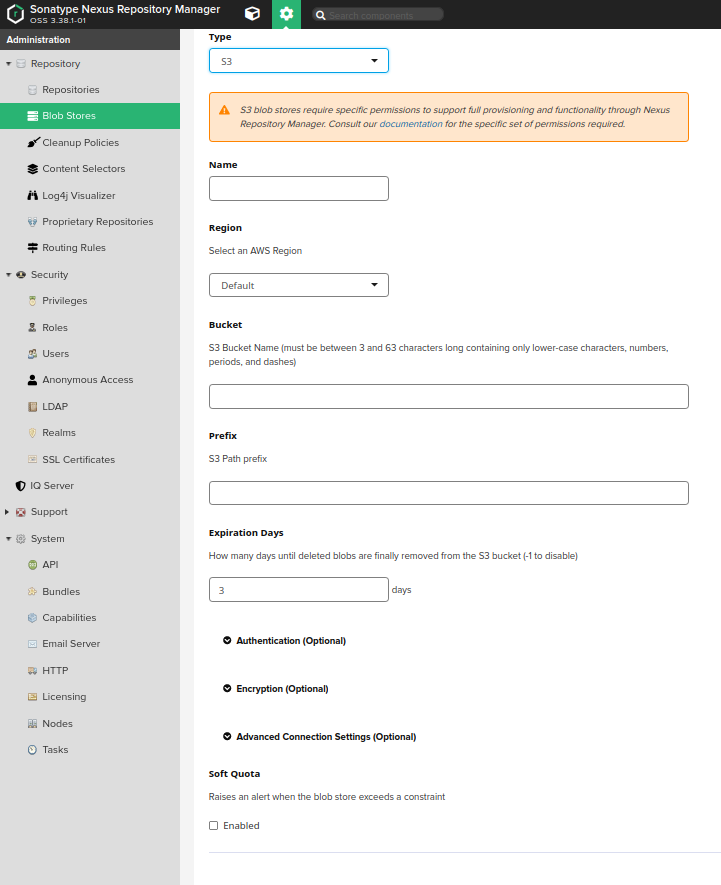 Sonatype Nexus Repository Manager
OSS 3.38.1-01
Search components
Administration
Repository
Repositories
Blob Stores
Cleanup Policies
Content Selectors
Log4j Visualizer
Proprietary Repositories
Routing Rules
Security
Privileges
Roles
Users
Anonymous Access
LDAP
Realms
SSL Certificates
IQ Server
Support
System
API
Bundles
Capabilities
Email Server
HTTP
Licensing
Nodes
Tasks
Type
S3
S3 blob stores require specific permissions to support full provisioning and functionality through Nexus
Repository Manager. Consult our documentation for the specific set of permissions required.
Name
Region
Select an AWS Region
Default
Bucket
S3 Bucket Name (must be between 3 and 63 characters long containing only lower-case characters, numbers,
periods, and dashes)
Prefix
S3 Path prefix
Expiration Days
How many days until deleted blobs are finally removed from the S3 bucket (-1 to disable)
3 days
Authentication (Optional)
Encryption (Optional)
Advanced Connection Settings (Optional)
Soft Quota
Raises an alert when the blob store exceeds a constraint
Enabled